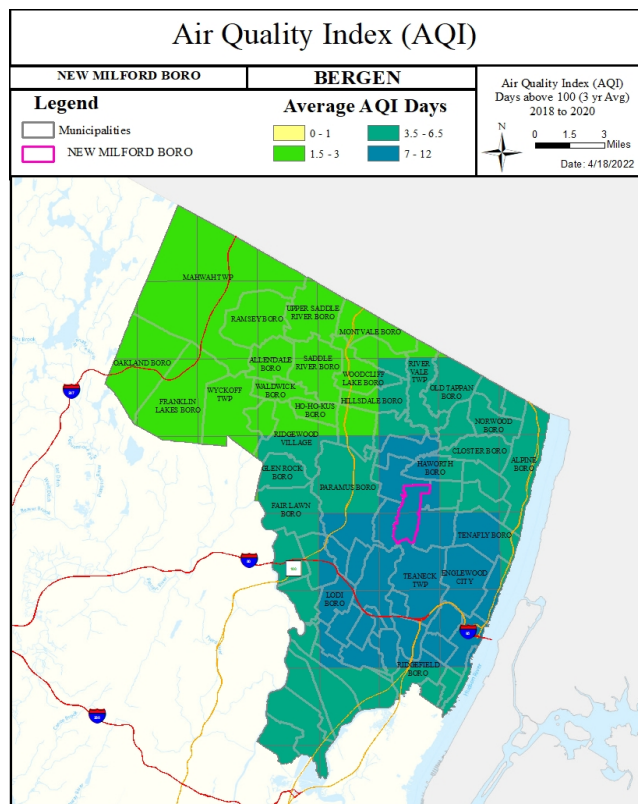 Air Quality Index (AQI)
NEW MILFORD BORO
BERGEN
Legend
Municipalities
NEW MILFORD BORO
Average AQI Days
0 - 1
1.5 - 3
3.5 - 6.5
7 - 12
Air Quality Index (AQI)
Days above 100 (3 yr Avg)
2018 to 2020
N
0 1.5 3
Miles
Date: 4/18/2022
MAHWAH TWP
RAMSEY BORO
UPPER SADDLE
RIVER BORO
MONTVALE BORO
OAKLAND BORO
ALLENDALE
BORO
SADDLE
RIVER BORO
WOODCLIFF
LAKE BORO
RIVER
VALE
TWP
OLD TAPPAN
BORO
FRANKLIN
LAKES BORO
WYCKOFF
TWP
WALDWICK
BORO
HO-HO-KUS
BORO
HILLSDALE BORO
NORWOOD
BORO
RIDGEWOOD
VILLAGE
CLOSTER BORO
ALPINE
BORO
GLEN ROCK
BORO
PARAMUS BORO
HAWORTH
BORO
FAIR LAWN
BORO
TENAFLY BORO
LODI
BORO
TEANECK
TWP
ENGLEWOOD
CITY
RIDGEFIELD
BORO